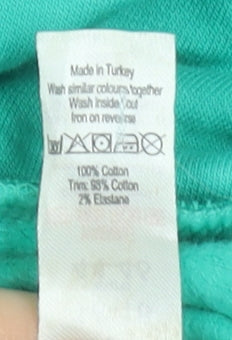 Made in Turkey
Wash similar colours together
Wash Inside out
Iron on reverse
100% Cotton
Trim: 98% Cotton
2% Elastane